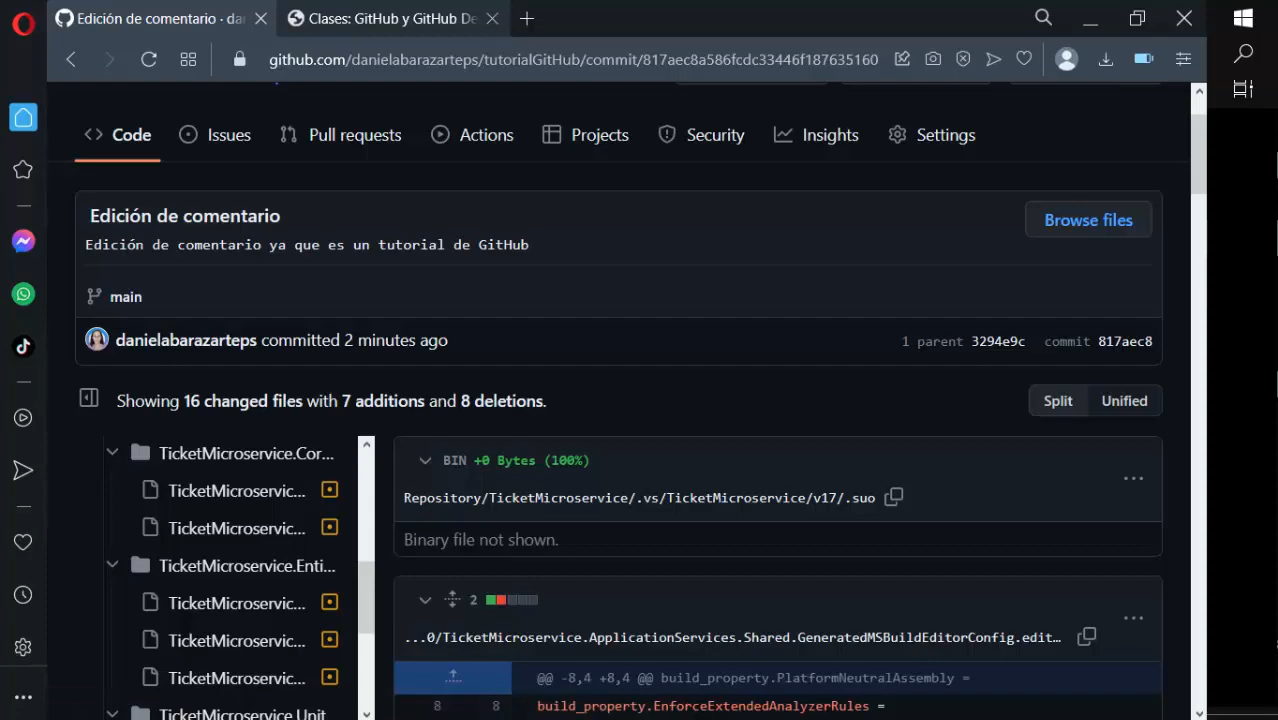 Edición de comentario · da
Clases: GitHub y GitHub De
github.com/danielabarazarteps/tutorialGitHub/commit/817aec8a586fcdc33446f187635160
Code
Issues
Pull requests
Actions
Projects
Security
Insights
Settings
Edición de comentario
Browse files
Edición de comentario ya que es un tutorial de GitHub
main
danielabarazarteps committed 2 minutes ago
1 parent 3294e9c commit 817aec8
Showing 16 changed files with 7 additions and 8 deletions.
Split
Unified
TicketMicroservice.Cor...
TicketMicroservic...
TicketMicroservic...
TicketMicroservice.Enti...
TicketMicroservic...
TicketMicroservic...
TicketMicroservic...
TicketMicroservice.Unit
BIN +0 Bytes (100%)
Repository/TicketMicroservice/.vs/TicketMicroservice/v17/.suo
Binary file not shown.
2
...0/TicketMicroservice.ApplicationServices.Shared.GeneratedMSBuildEditorConfig.edit...
@@ -8,4 +8,4 @@ build_property.PlatformNeutralAssembly =
8 8 build_property.EnforceExtendedAnalyzerRules =